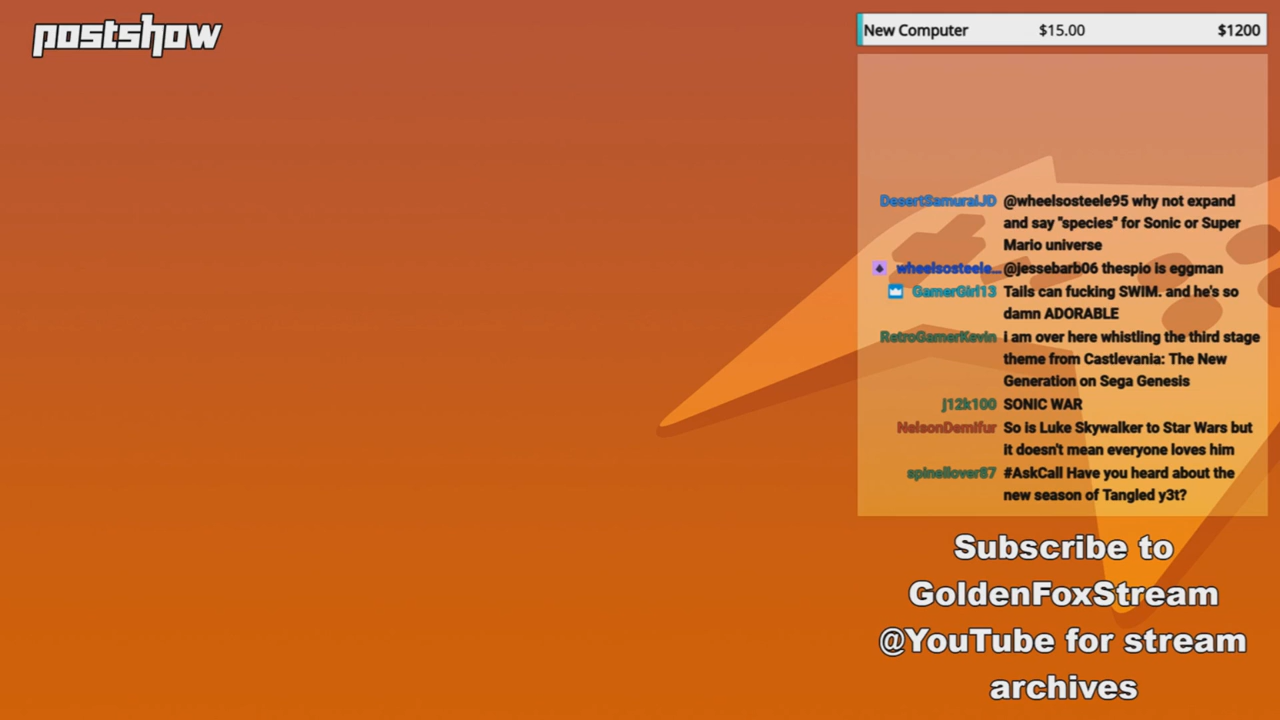 postshow
New Computer $15.00 $1200
DesertSamuraiJD @wheelsosteele95 why not expand
and say "species" for Sonic or Super
Mario universe
wheelsosteele... @jessebarb06 thespio is eggman
GamerGirl13 Tails can fucking SWIM. and he's so
damn ADORABLE
RetroGamerKevin i am over here whistling the third stage
theme from Castlevania: The New
Generation on Sega Genesis
j12k100 SONIC WAR
NelsonDemifur So is Luke Skywalker to Star Wars but
it doesn't mean everyone loves him
spinellover87 #AskCall Have you heard about the
new season of Tangled y3t?
Subscribe to
GoldenFoxStream
@YouTube for stream
archives